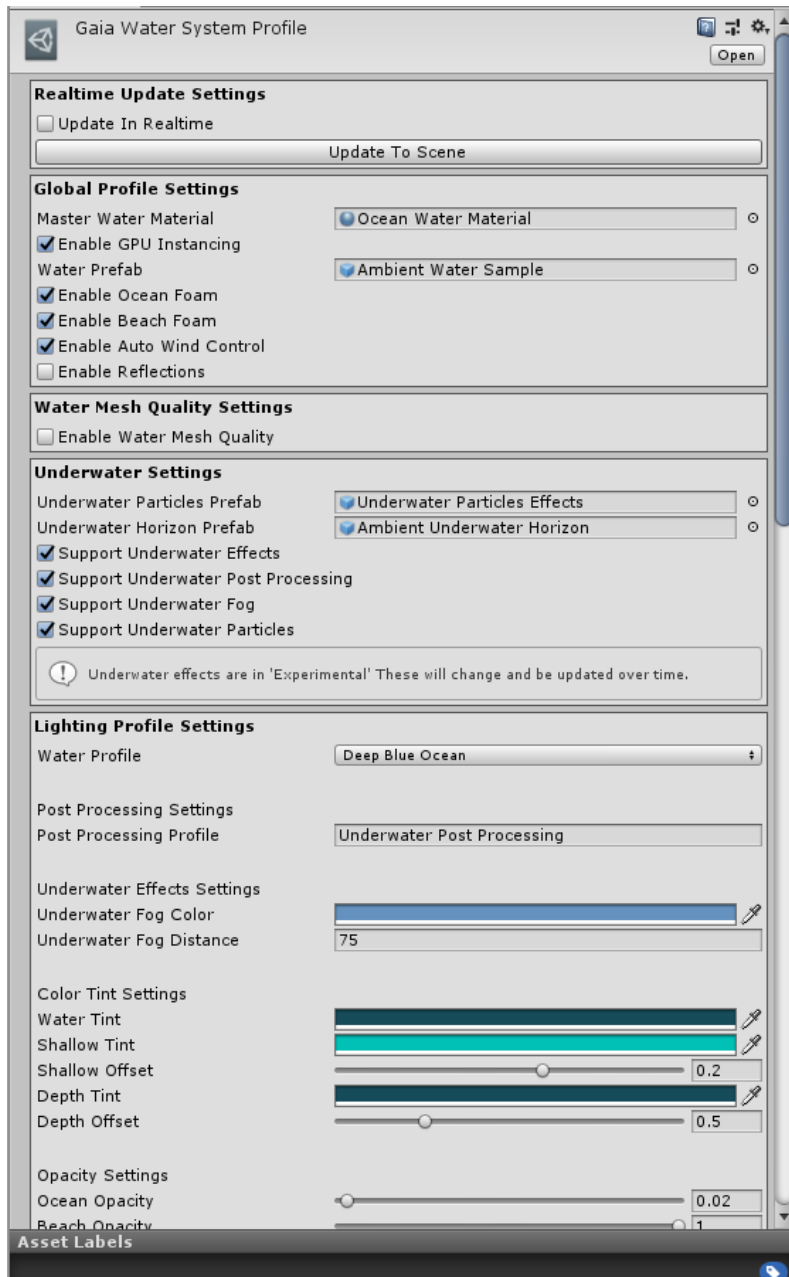 Gaia Water System Profile
Open
Realtime Update Settings
Update In Realtime
Update To Scene
Global Profile Settings
Master Water Material Ocean Water Material
Enable GPU Instancing
Water Prefab Ambient Water Sample
Enable Ocean Foam
Enable Beach Foam
Enable Auto Wind Control
Enable Reflections
Water Mesh Quality Settings
Enable Water Mesh Quality
Underwater Settings
Underwater Particles Prefab Underwater Particles Effects
Underwater Horizon Prefab Ambient Underwater Horizon
Support Underwater Effects
Support Underwater Post Processing
Support Underwater Fog
Support Underwater Particles
Underwater effects are in 'Experimental' These will change and be updated over time.
Lighting Profile Settings
Water Profile Deep Blue Ocean
Post Processing Settings
Post Processing Profile Underwater Post Processing
Underwater Effects Settings
Underwater Fog Color
Underwater Fog Distance 75
Color Tint Settings
Water Tint
Shallow Tint
Shallow Offset 0.2
Depth Tint
Depth Offset 0.5
Opacity Settings
Ocean Opacity 0.02
Beach Opacity 1
Asset Labels